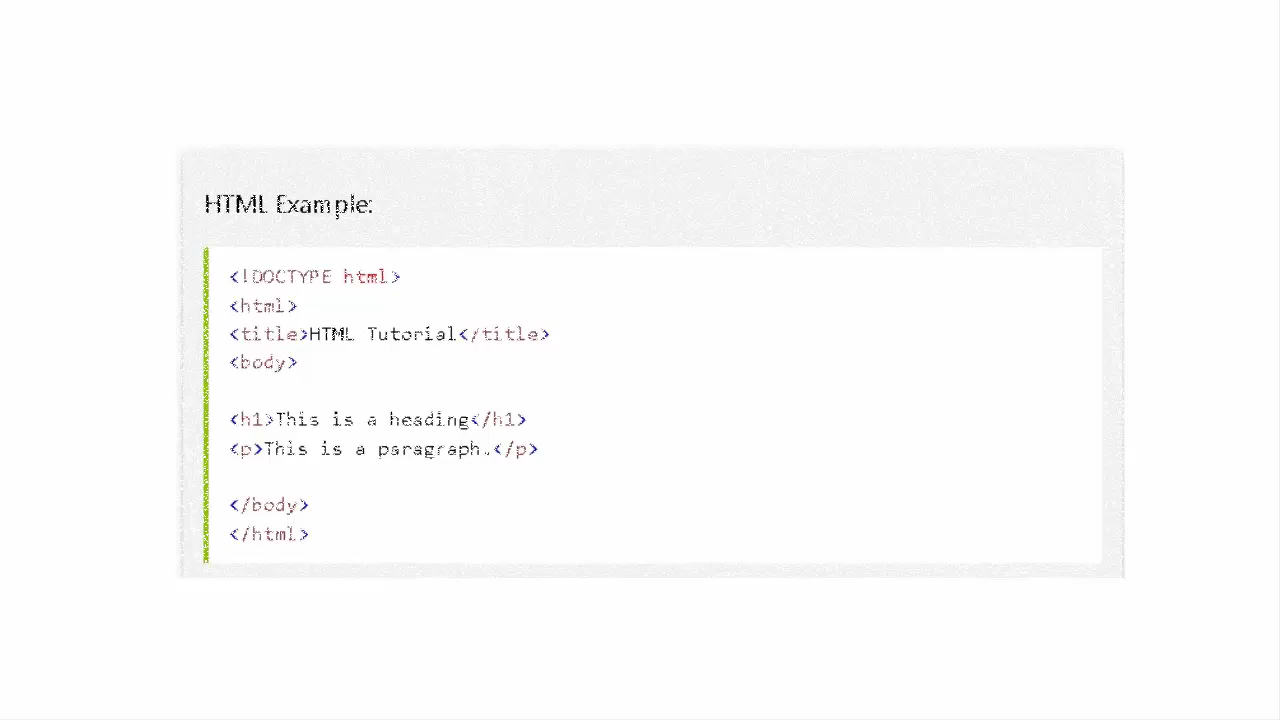 HTML Example:
<!DOCTYPE html>
<html>
<title>HTML Tutorial</title>
<body>
<h1>This is a heading</h1>
<p>This is a paragraph.</p>
</body>
</html>